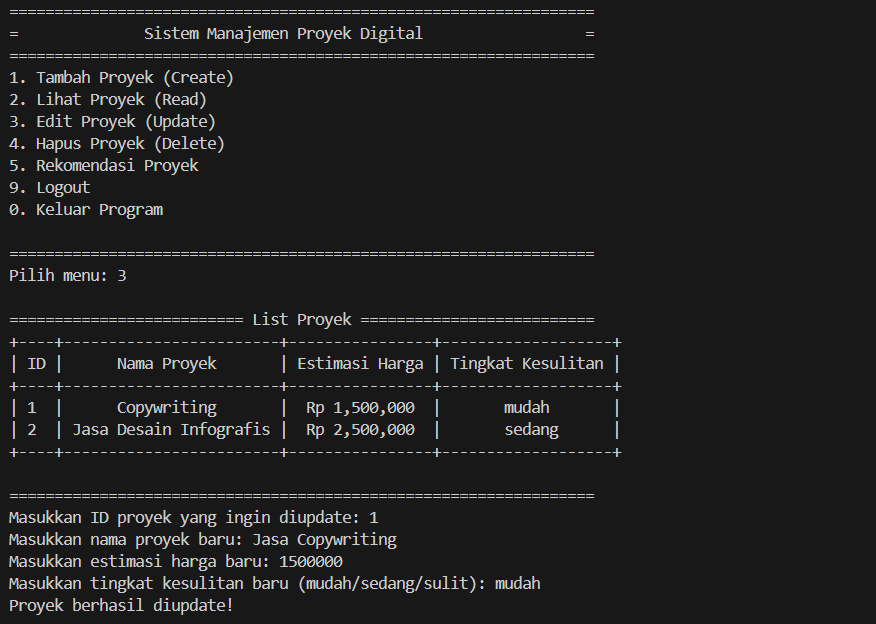 =================================================================
=              Sistem Manajemen Proyek Digital                  =
=================================================================
1. Tambah Proyek (Create)
2. Lihat Proyek (Read)
3. Edit Proyek (Update)
4. Hapus Proyek (Delete)
5. Rekomendasi Proyek
9. Logout
0. Keluar Program
=================================================================
Pilih menu: 3
========================== List Proyek ==========================
+----+------------------------+----------------+-------------------+
| ID |      Nama Proyek       | Estimasi Harga | Tingkat Kesulitan |
+----+------------------------+----------------+-------------------+
| 1  |      Copywriting       |  Rp 1,500,000  |       mudah       |
| 2  | Jasa Desain Infografis |  Rp 2,500,000  |       sedang      |
+----+------------------------+----------------+-------------------+
=================================================================
Masukkan ID proyek yang ingin diupdate: 1
Masukkan nama proyek baru: Jasa Copywriting
Masukkan estimasi harga baru: 1500000
Masukkan tingkat kesulitan baru (mudah/sedang/sulit): mudah
Proyek berhasil diupdate!